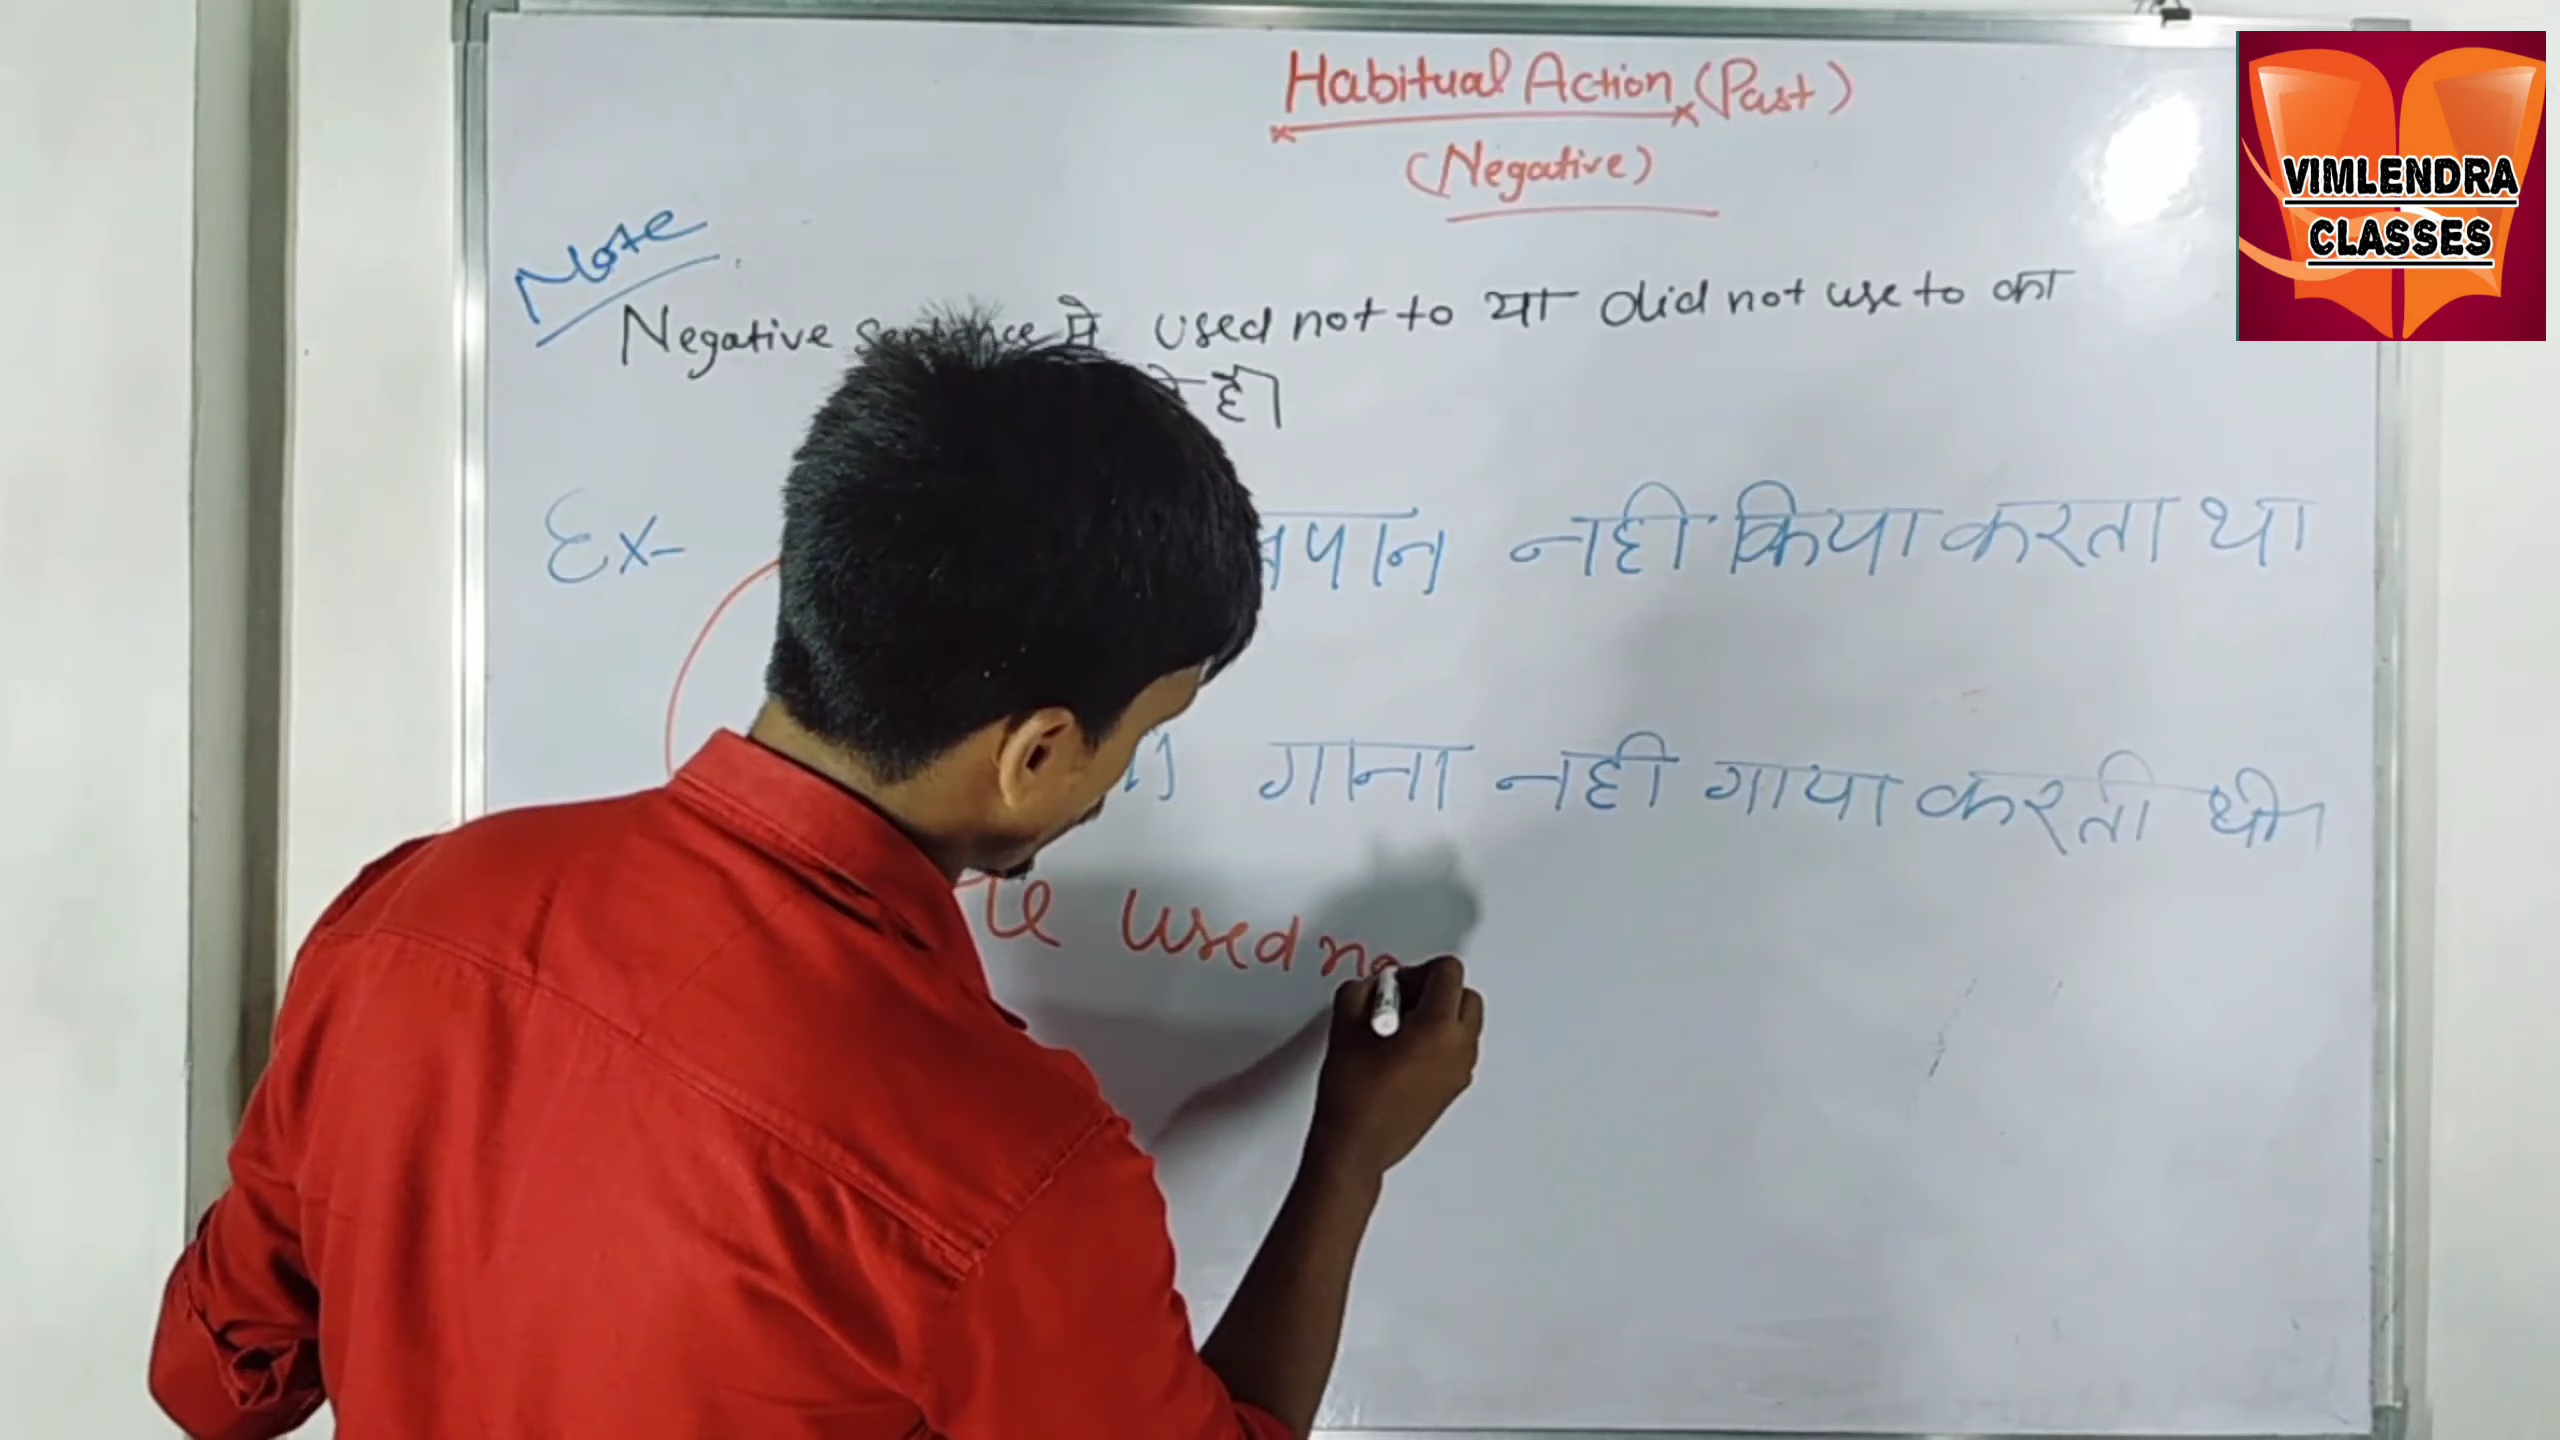 Habitual Action (Past)
(Negative)
Note
Negative sentence में used not to या did not use to का
है।
Ex- नहीं किया करता था
गाना नही गाया करती थी।
used no
VIMLENDRA
CLASSES